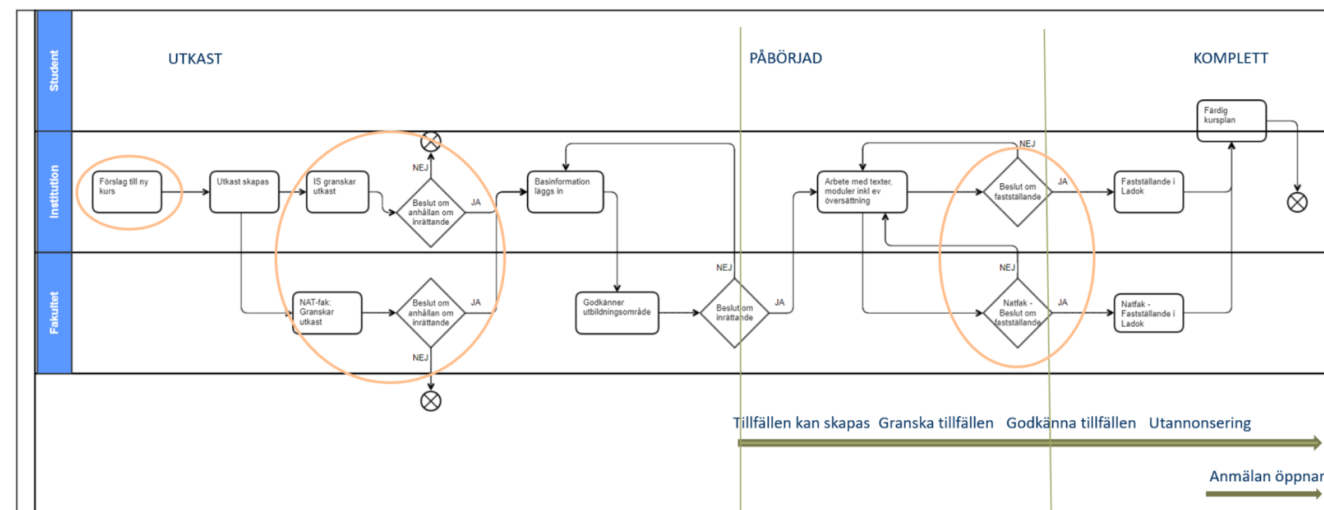 Student
UTKAST
PÅBÖRJAD
KOMPLETT
Färdig
kursplan
Institution
Förslag till ny
kurs
Utkast skapas
IS granskar
utkast
NEJ
Beslut om
anhållan om
inrättande
JA
Basinformation
läggs in
Arbete med texter,
moduler inkl ev
översättning
NEJ
Beslut om
fastställande
JA
Fastställande i
Ladok
Fakultet
NAT-fak:
Granskar
utkast
Beslut om
anhållan om
inrättande
JA
NEJ
Godkänner
utbildningsområde
NEJ
Beslut om
inrättande
JA
NEJ
Natfak -
Beslut om
fastställande
JA
Natfak -
Fastställande i
Ladok
Tillfällen kan skapas Granska tillfällen Godkänna tillfällen Utannonsering
Anmälan öppnar